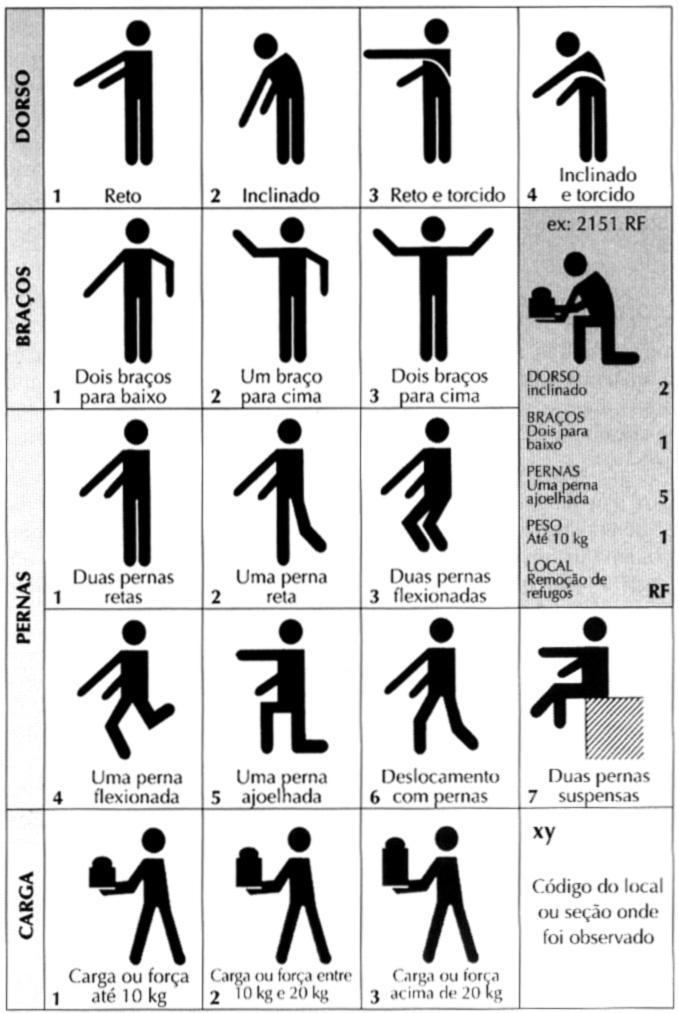 DORSO
1 Reto
2 Inclinado
3 Reto e torcido
4 Inclinado
e torcido
BRAÇOS
1 Dois braços
para baixo
2 Um braço
para cima
3 Dois braços
para cima
ex: 2151 RF
DORSO
inclinado 2
BRAÇOS
Dois para
baixo 1
PERNAS
Uma perna
ajoelhada 5
PESO
Até 10 kg 1
LOCAL
Remoção de
refugos RF
PERNAS
1 Duas pernas
retas
2 Uma perna
reta
3 Duas pernas
flexionadas
4 Uma perna
flexionada
5 Uma perna
ajoelhada
6 Deslocamento
com pernas
7 Duas pernas
suspensas
CARGA
1 Carga ou força
até 10 kg
2 Carga ou força entre
10 kg e 20 kg
3 Carga ou força
acima de 20 kg
xy
Código do local
ou seção onde
foi observado